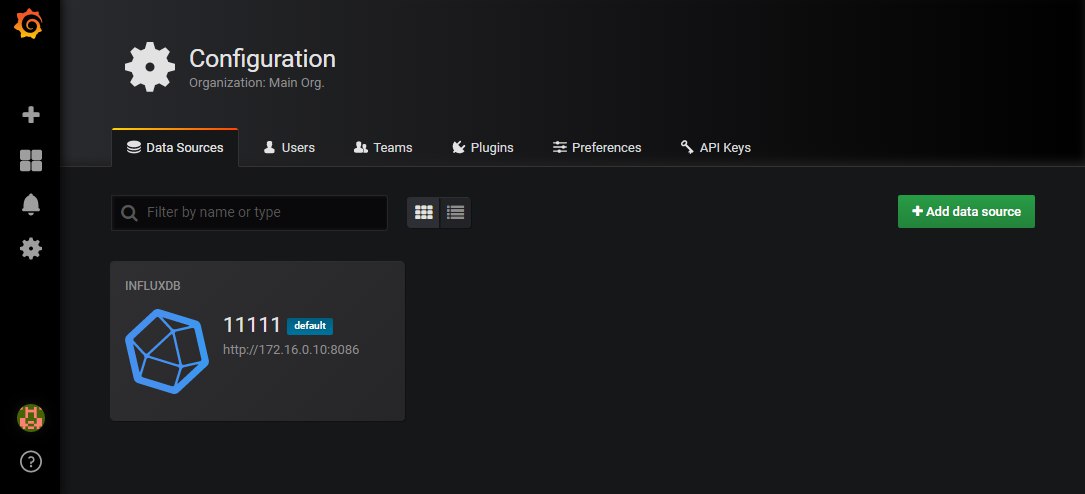 Configuration
Organization: Main Org.
Data Sources Users Teams Plugins Preferences API Keys
Filter by name or type
Add data source
INFLUXDB
11111 default
http://172.16.0.10:8086
?